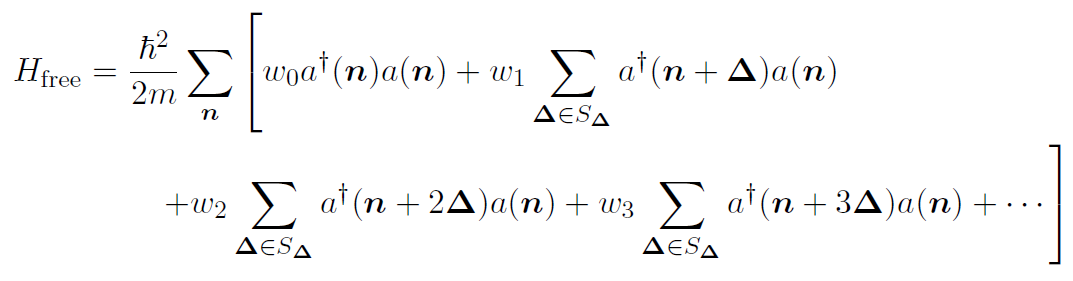 H_free = ħ²/2m ∑_n [ w₀a†(n)a(n) + w₁ ∑_{Δ∈S_Δ} a†(n + Δ)a(n)
+w₂ ∑_{Δ∈S_Δ} a†(n + 2Δ)a(n) + w₃ ∑_{Δ∈S_Δ} a†(n + 3Δ)a(n) + ⋯ ]